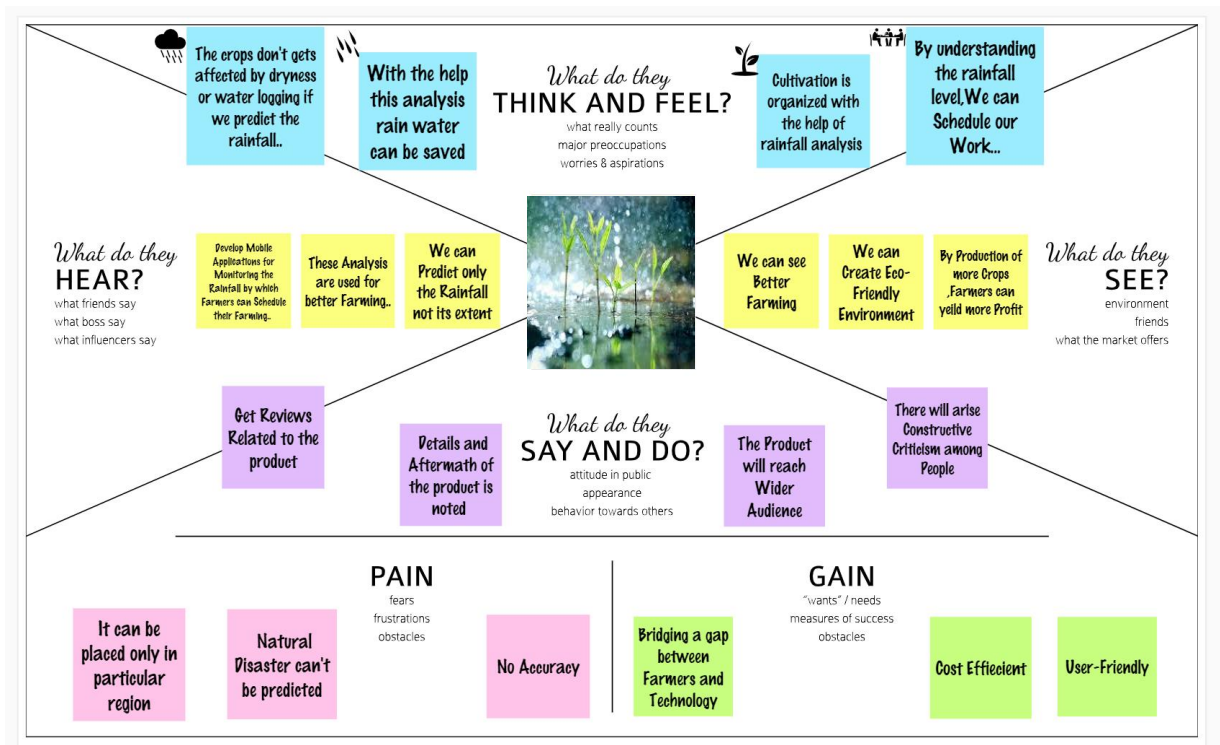 The crops don't gets
affected by dryness
or water logging if
we predict the
rainfall..
With the help
this analysis
rain water
can be saved
What do they
THINK AND FEEL?
what really counts
major preoccupations
worries & aspirations
Cultivation is
organized with
the help of
rainfall analysis
By understanding
the rainfall
level,We can
Schedule our
Work...
What do they
HEAR?
what friends say
what boss say
what influencers say
Develop Mobile
Applications for
Monitoring the
Rainfall by which
Farmers can Schedule
their Farming..
These Analysis
are used for
better Farming..
We can
Predict only
the Rainfall
not its extent
We can see
Better
Farming
We can
Create Eco-
Friendly
Environment
By Production of
more Crops
,Farmers can
yeild more Profit
What do they
SEE?
environment
friends
what the market offers
Get Reviews
Related to the
product
Details and
Aftermath of
the product is
noted
What do they
SAY AND DO?
attitude in public
appearance
behavior towards others
The Product
will reach
Wider
Audience
There will arise
Constructive
Criticism among
People
PAIN
fears
frustrations
obstacles
It can be
placed only in
particular
region
Natural
Disaster can't
be predicted
No Accuracy
GAIN
"wants" / needs
measures of success
obstacles
Bridging a gap
between
Farmers and
Technology
Cost Effiecient
User-Friendly